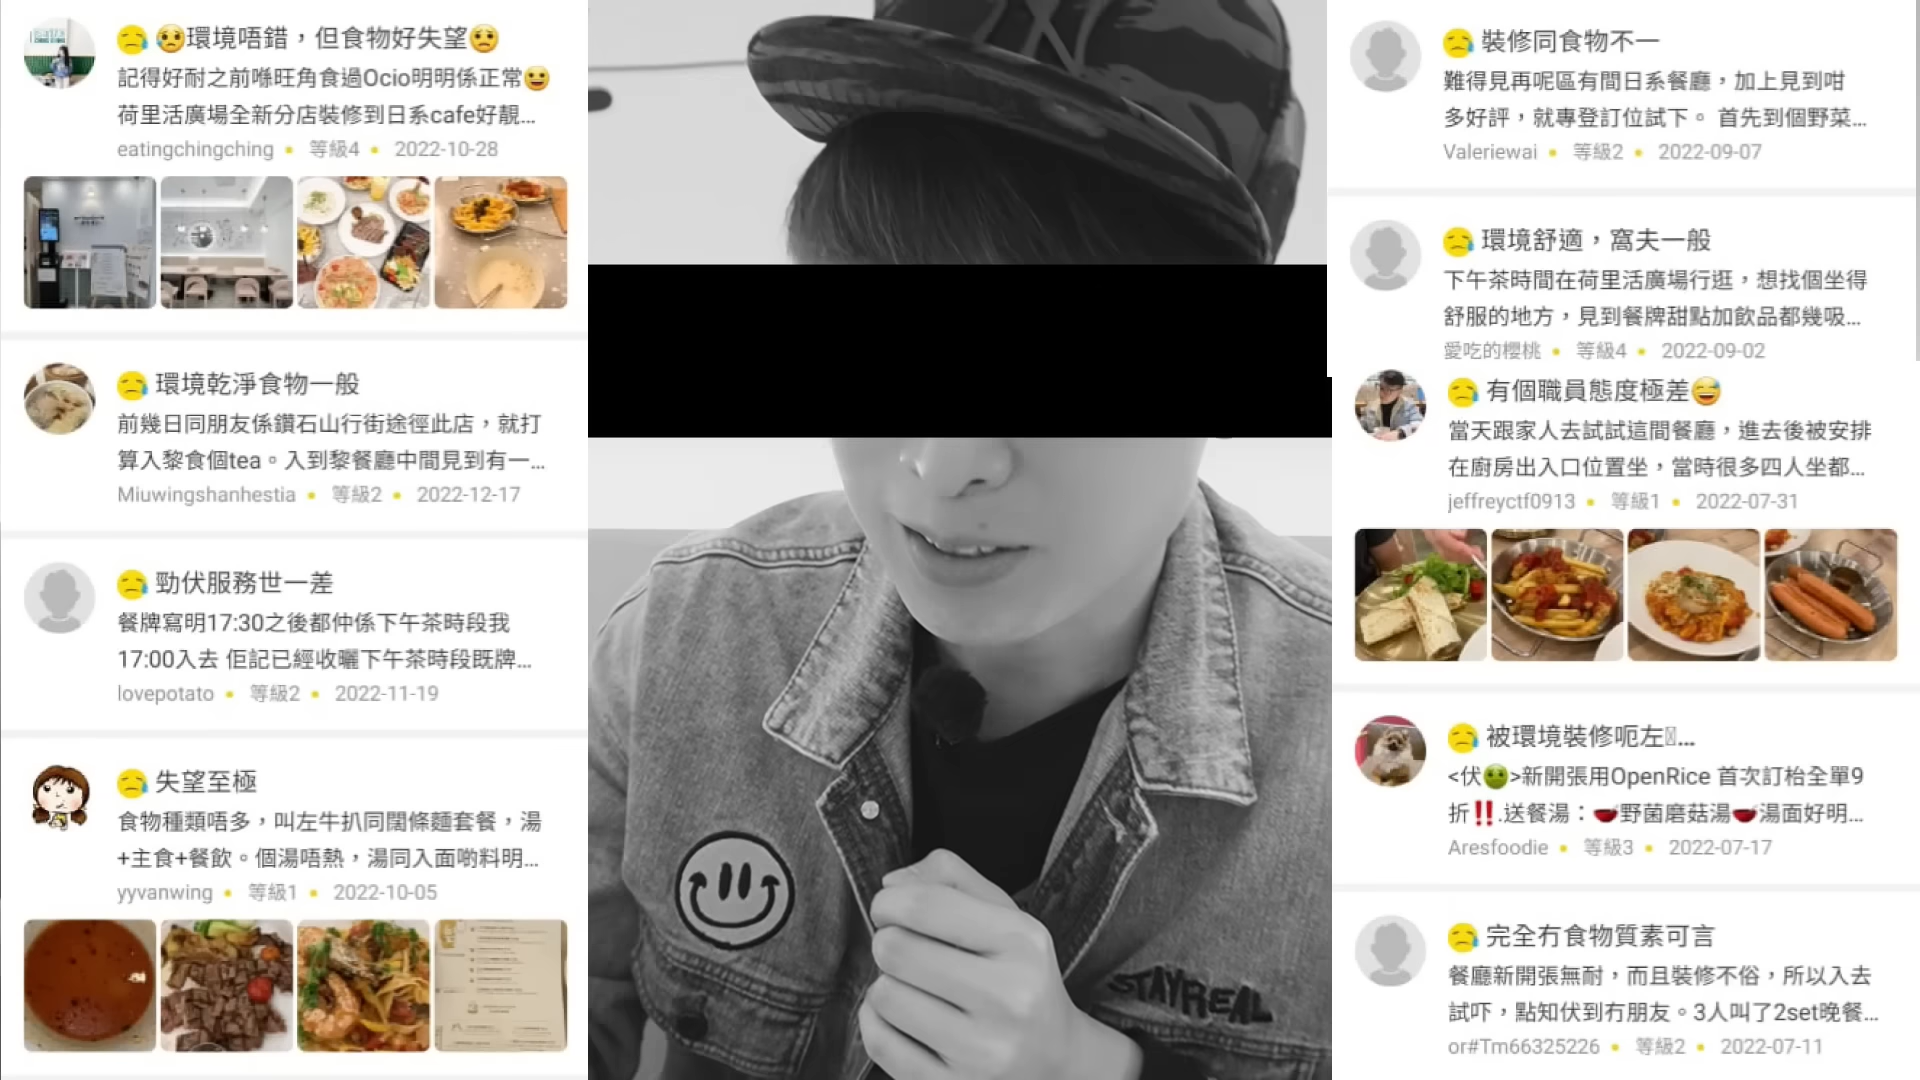 😥 😥環境唔錯，但食物好失望😟
記得好耐之前喺旺角食過Ocio明明係正常😀
荷里活廣場全新分店裝修到日系cafe好靚...
eatingchingching • 等級4 • 2022-10-28
😥 環境乾淨食物一般
前幾日同朋友係鑽石山行街途徑此店，就打
算入黎食個tea。入到黎餐廳中間見到有一...
Miuwingshanhestia • 等級2 • 2022-12-17
😥 勁伏服務世一差
餐牌寫明17:30之後都仲係下午茶時段我
17:00入去 佢記已經收曬下午茶時段既牌...
lovepotato • 等級2 • 2022-11-19
😥 失望至極
食物種類唔多，叫左牛扒同闊條麵套餐，湯
+主食+餐飲。個湯唔熱，湯同入面啲料明...
yyvanwing • 等級1 • 2022-10-05
STAYREAL
😥 裝修同食物不一
難得見再呢區有間日系餐廳，加上見到咁
多好評，就專登訂位試下。 首先到個野菜...
Valeriewai • 等級2 • 2022-09-07
😥 環境舒適，窩夫一般
下午茶時間在荷里活廣場行逛，想找個坐得
舒服的地方，見到餐牌甜點加飲品都幾吸...
愛吃的櫻桃 • 等級4 • 2022-09-02
😥 有個職員態度極差😅
當天跟家人去試試這間餐廳，進去後被安排
在廚房出入口位置坐，當時很多四人坐都...
jeffreyctf0913 • 等級1 • 2022-07-31
😥 被環境裝修呃左...
<伏🤢>新開張用OpenRice 首次訂枱全單9
折‼️.送餐湯：🥣野菌磨菇湯🥣湯面好明...
Aresfoodie • 等級3 • 2022-07-17
😥 完全冇食物質素可言
餐廳新開張無耐，而且裝修不俗，所以入去
試吓，點知伏到冇朋友。3人叫了2set晚餐...
or#Tm66325226 • 等級2 • 2022-07-11